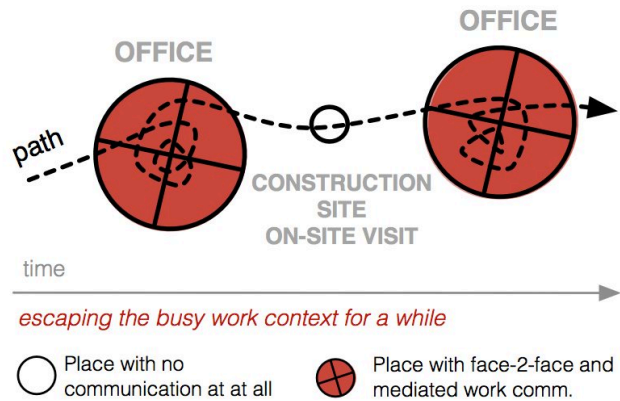 OFFICE
OFFICE
path
CONSTRUCTION
SITE
ON-SITE VISIT
time
escaping the busy work context for a while
Place with no
communication at at all
Place with face-2-face and
mediated work comm.